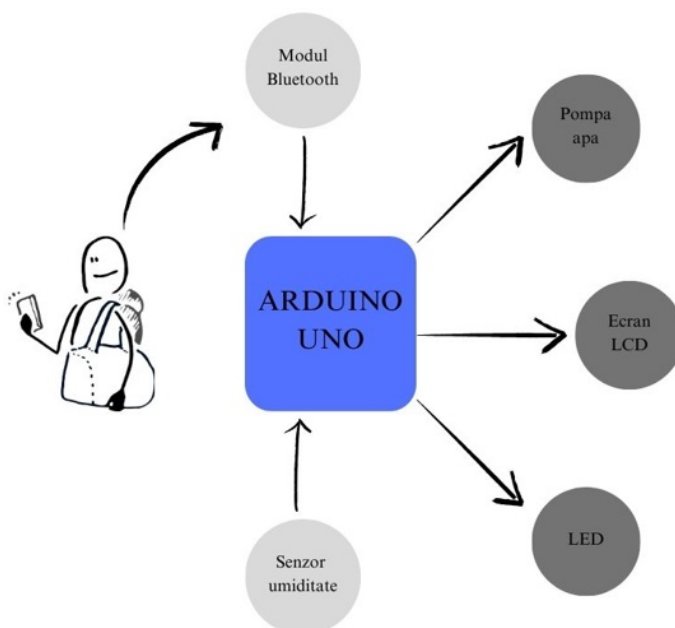 Modul
Bluetooth
Pompa
apa
ARDUINO
UNO
Ecran
LCD
LED
Senzor
umiditate